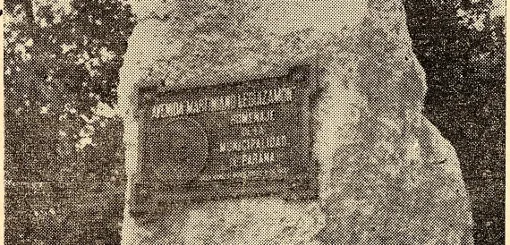 AVENIDA MARTINIANO LEGUIZAMON
HOMENAJE
DE LA
MUNICIPALIDAD
DE PARANA